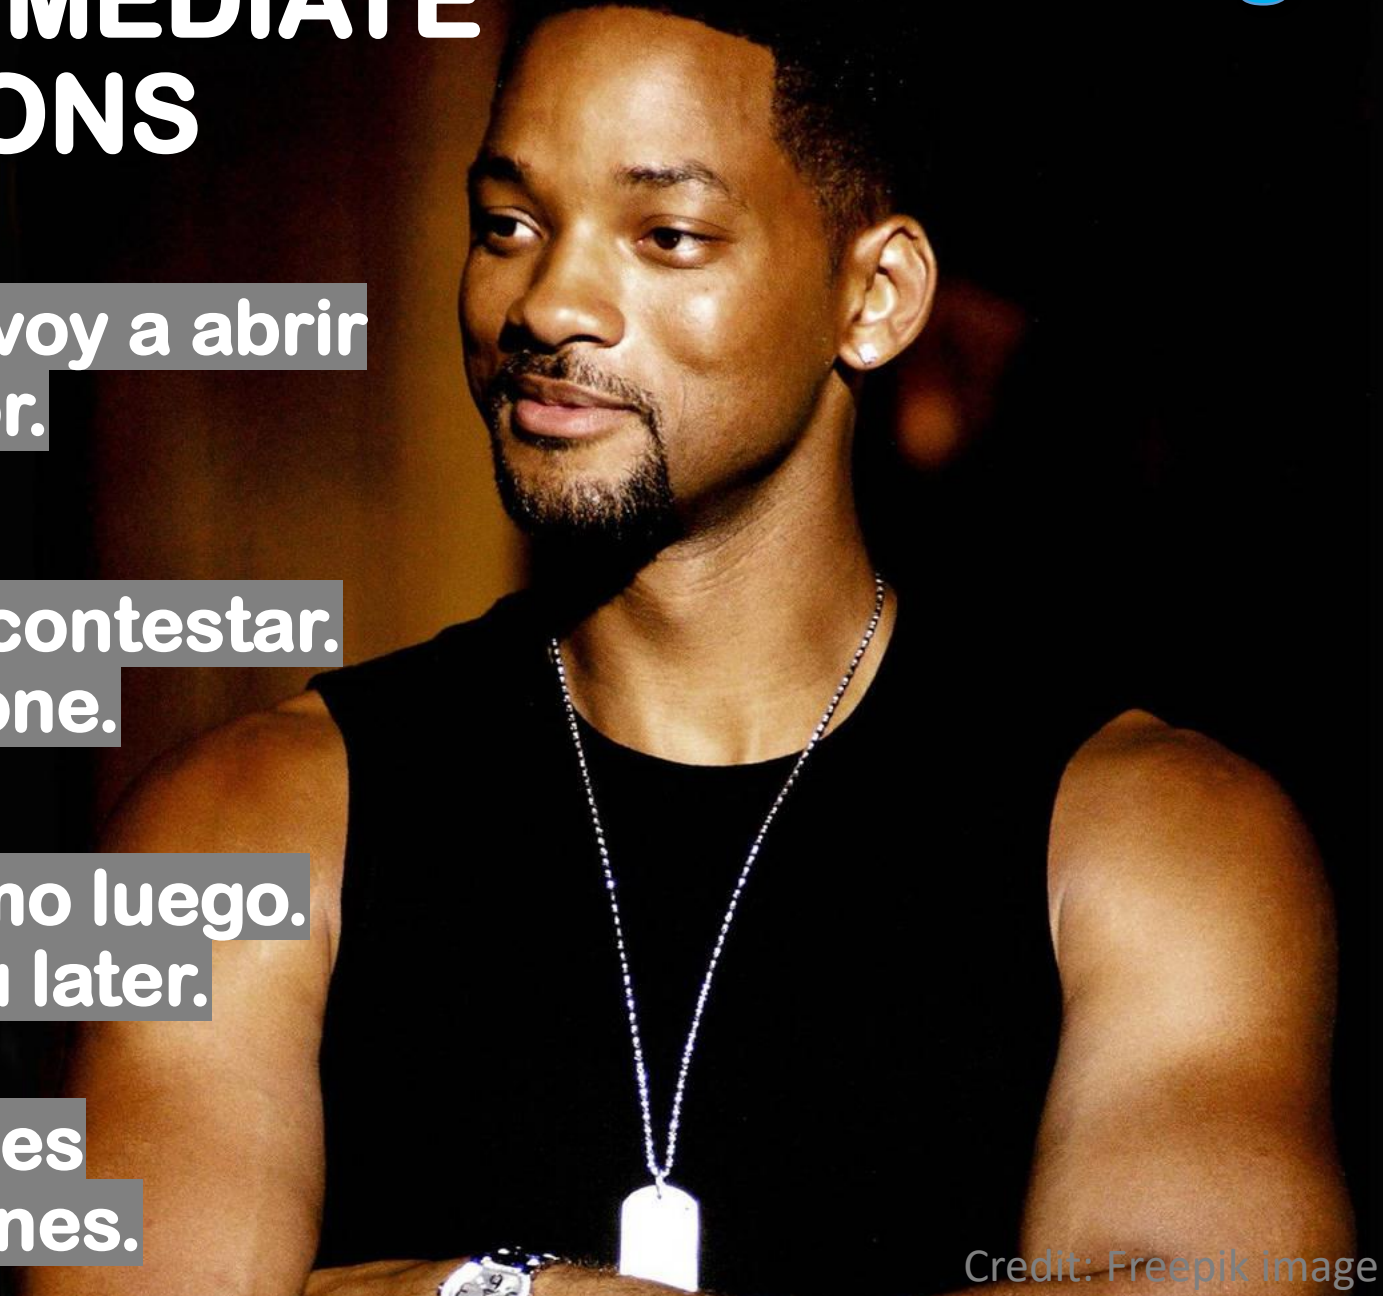 MEDIATE
ONS
voy a abrir
r.
contestar.
one.
no luego.
later.
es
nes.
Credit: Freepik image